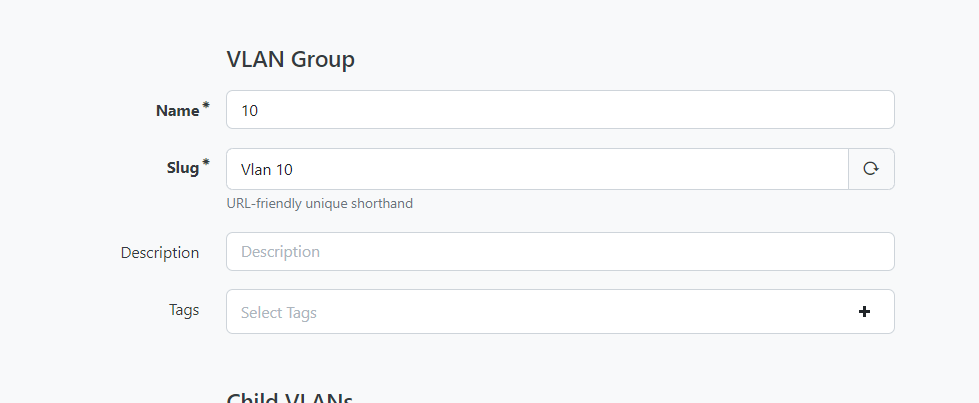 VLAN Group
Name*
10
Slug*
Vlan 10
URL-friendly unique shorthand
Description
Description
Tags
Select Tags
Child VLANs